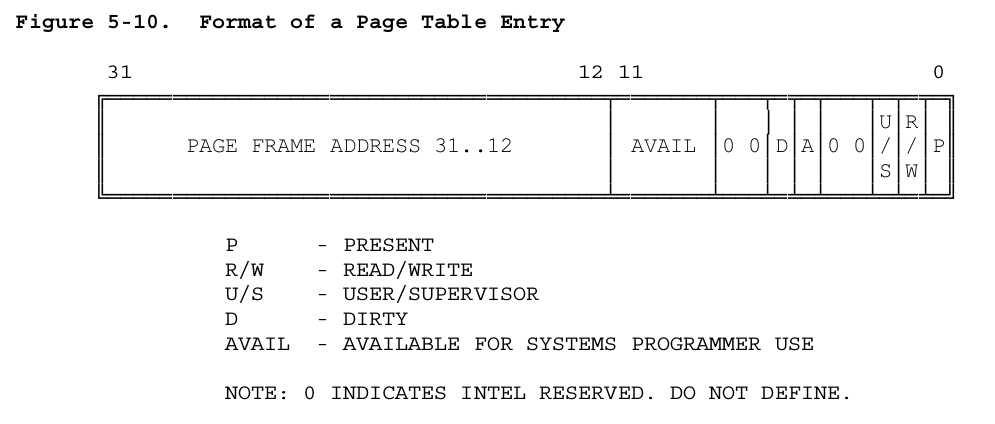 Figure 5-10.  Format of a Page Table Entry
31 12 11 0
PAGE FRAME ADDRESS 31..12 AVAIL 0 0 D A 0 0 U/S R/W P
P - PRESENT
R/W - READ/WRITE
U/S - USER/SUPERVISOR
D - DIRTY
AVAIL - AVAILABLE FOR SYSTEMS PROGRAMMER USE
NOTE: 0 INDICATES INTEL RESERVED. DO NOT DEFINE.